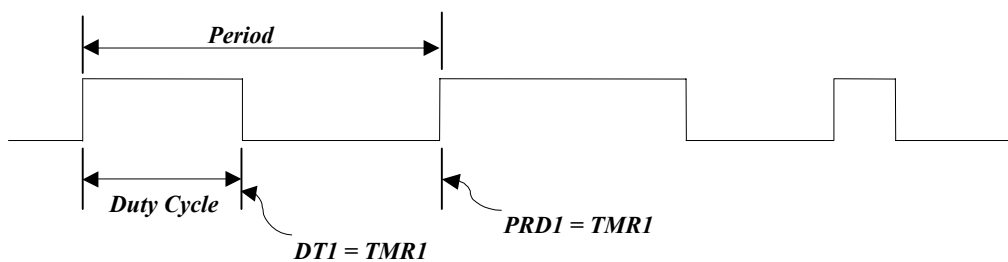 Period
Duty Cycle
PRD1 = TMR1
DT1 = TMR1